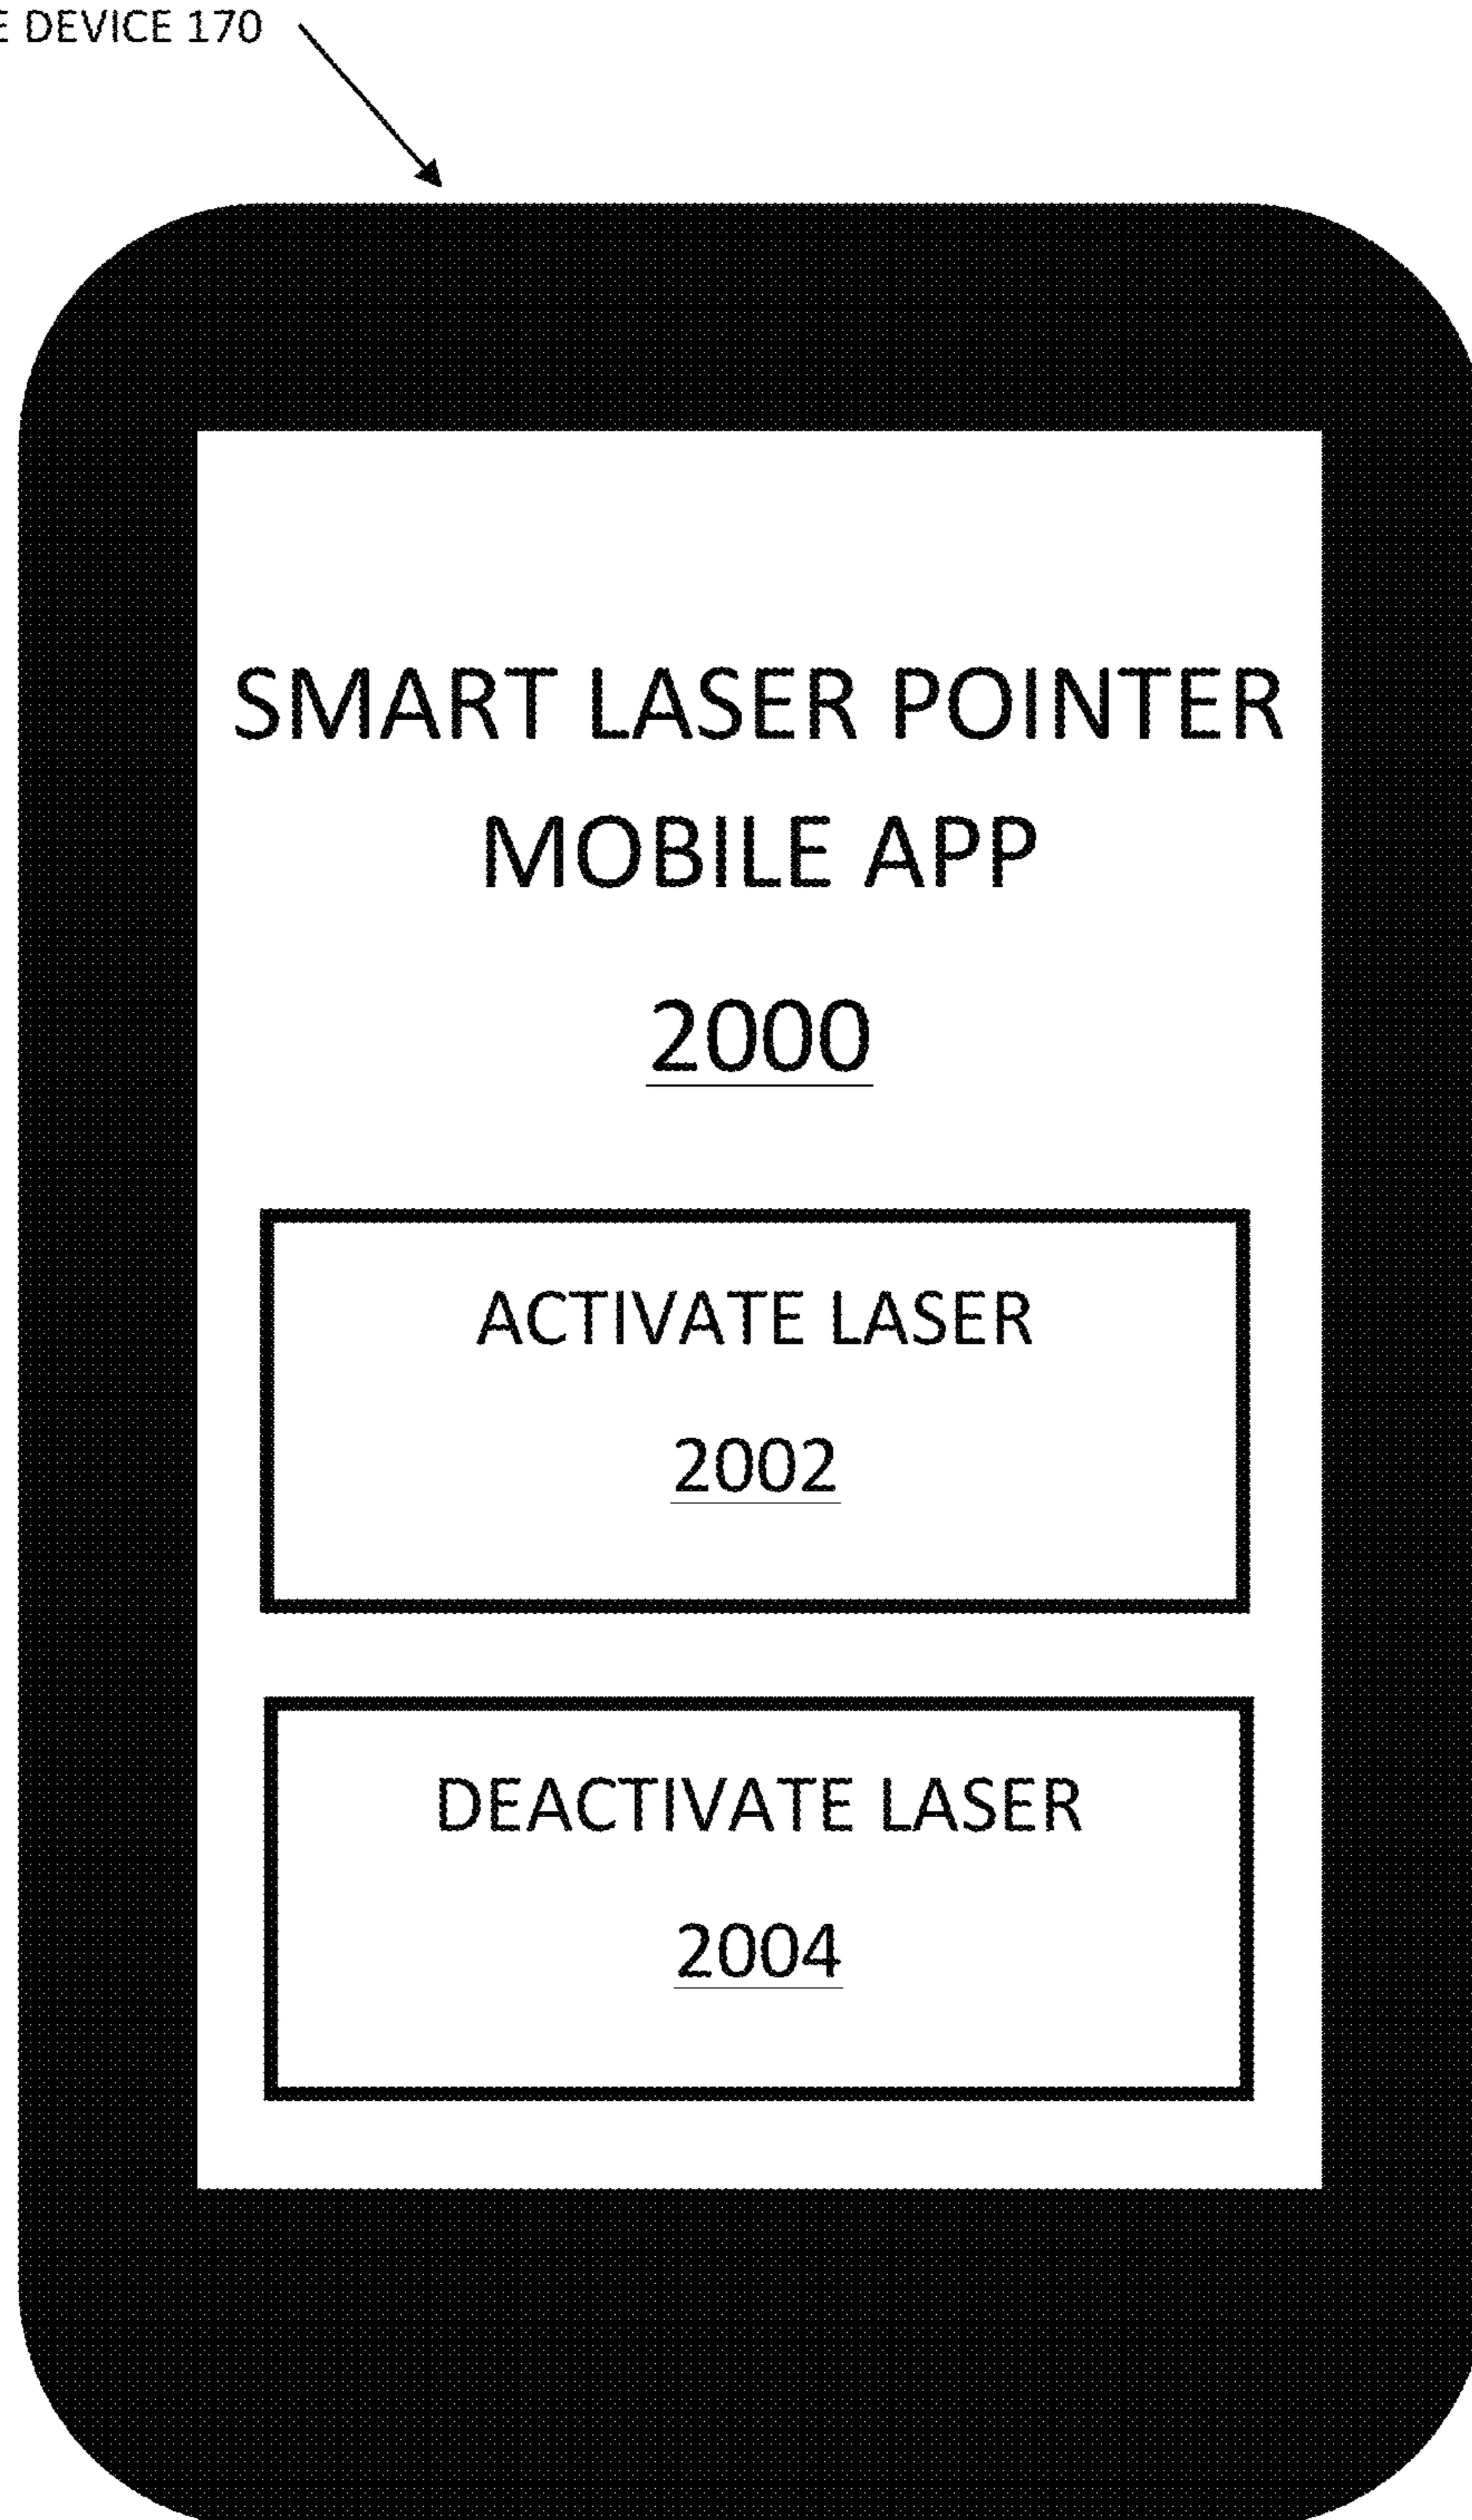 DEVICE 170
SMART LASER POINTER
MOBILE APP
2000
ACTIVATE LASER
2002
DEACTIVATE LASER
2004